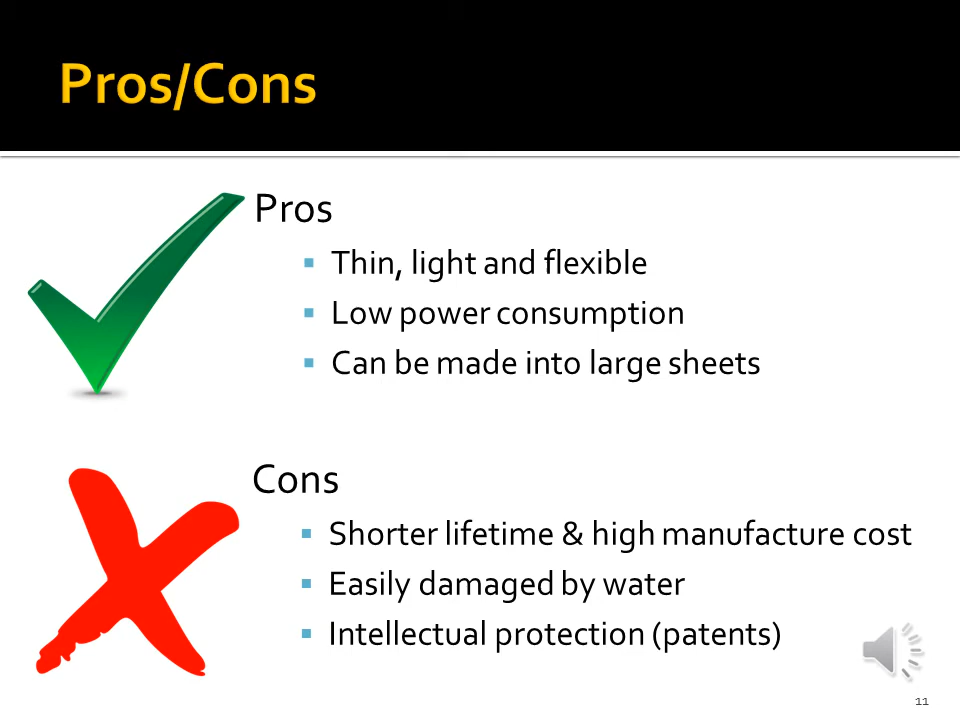 Pros/Cons
Pros
Thin, light and flexible
Low power consumption
Can be made into large sheets
Cons
Shorter lifetime & high manufacture cost
Easily damaged by water
Intellectual protection (patents)
11